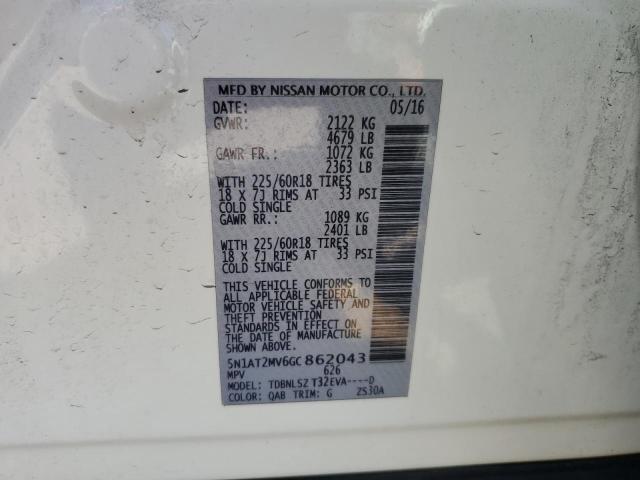 MFD BY NISSAN MOTOR CO., LTD.
DATE: 05/16
GVWR: 2122 KG
4679 LB
GAWR FR.: 1072 KG
2363 LB
WITH 225/60R18 TIRES
18 X 7J RIMS AT 33 PSI
COLD SINGLE
GAWR RR.: 1089 KG
2401 LB
WITH 225/60R18 TIRES
18 X 7J RIMS AT 33 PSI
COLD SINGLE
THIS VEHICLE CONFORMS TO
ALL APPLICABLE FEDERAL
MOTOR VEHICLE SAFETY AND
THEFT PREVENTION
STANDARDS IN EFFECT ON THE
DATE OF MANUFACTURE
SHOWN ABOVE.
5N1AT2MV6GC862043
MPV 626
MODEL: TDBNLSZ T32EVA----D
COLOR: QAB TRIM: G ZS30A